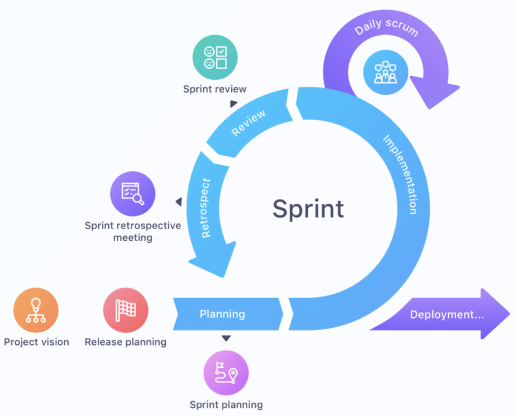 Daily scrum
Sprint review
Review
Implementation
Retrospect
Sprint
Sprint retrospective
meeting
Planning
Deployment...
Project vision
Release planning
Sprint planning